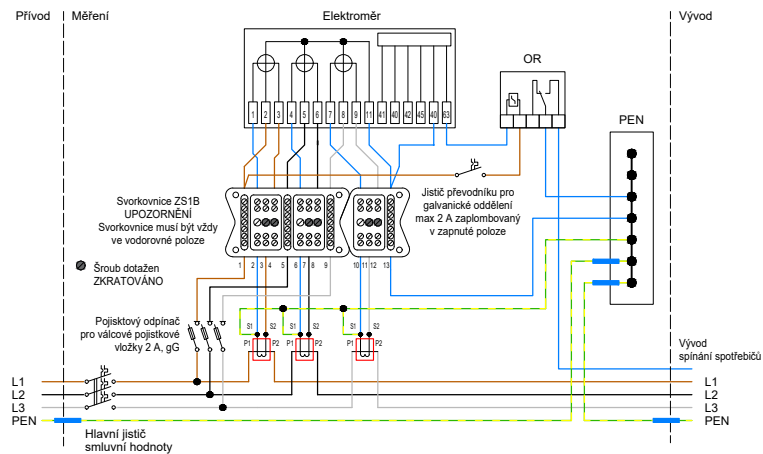 Přívod
Měření
Elektroměr
Vývod
OR
PEN
1 2 3 4 5 6 7 8 9 11 41 40 42 45 40 63
Svorkovnice ZS1B
UPOZORNĚNÍ
Svorkovnice musí být vždy
ve vodorovné poloze
Jistič převodníku pro
galvanické oddělení
max 2 A zaplombovaný
v zapnuté poloze
1 2 3 4 5 6 7 8 9 10 11 12 13
Šroub dotažen
ZKRATOVÁNO
Pojistkový odpínač
pro válcové pojistkové
vložky 2 A, gG
S1 S2 S1 S2 S1 S2
P1 P2 P1 P2 P1 P2
Vývod
spínání spotřebičů
L1 L1
L2 L2
L3 L3
PEN PEN
Hlavní jistič
smluvní hodnoty